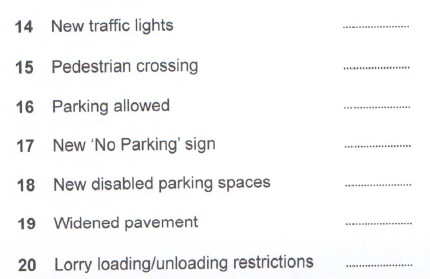 14 New traffic lights ....................
15 Pedestrian crossing ....................
16 Parking allowed ....................
17 New ‘No Parking’ sign ....................
18 New disabled parking spaces ....................
19 Widened pavement ....................
20 Lorry loading/unloading restrictions ....................